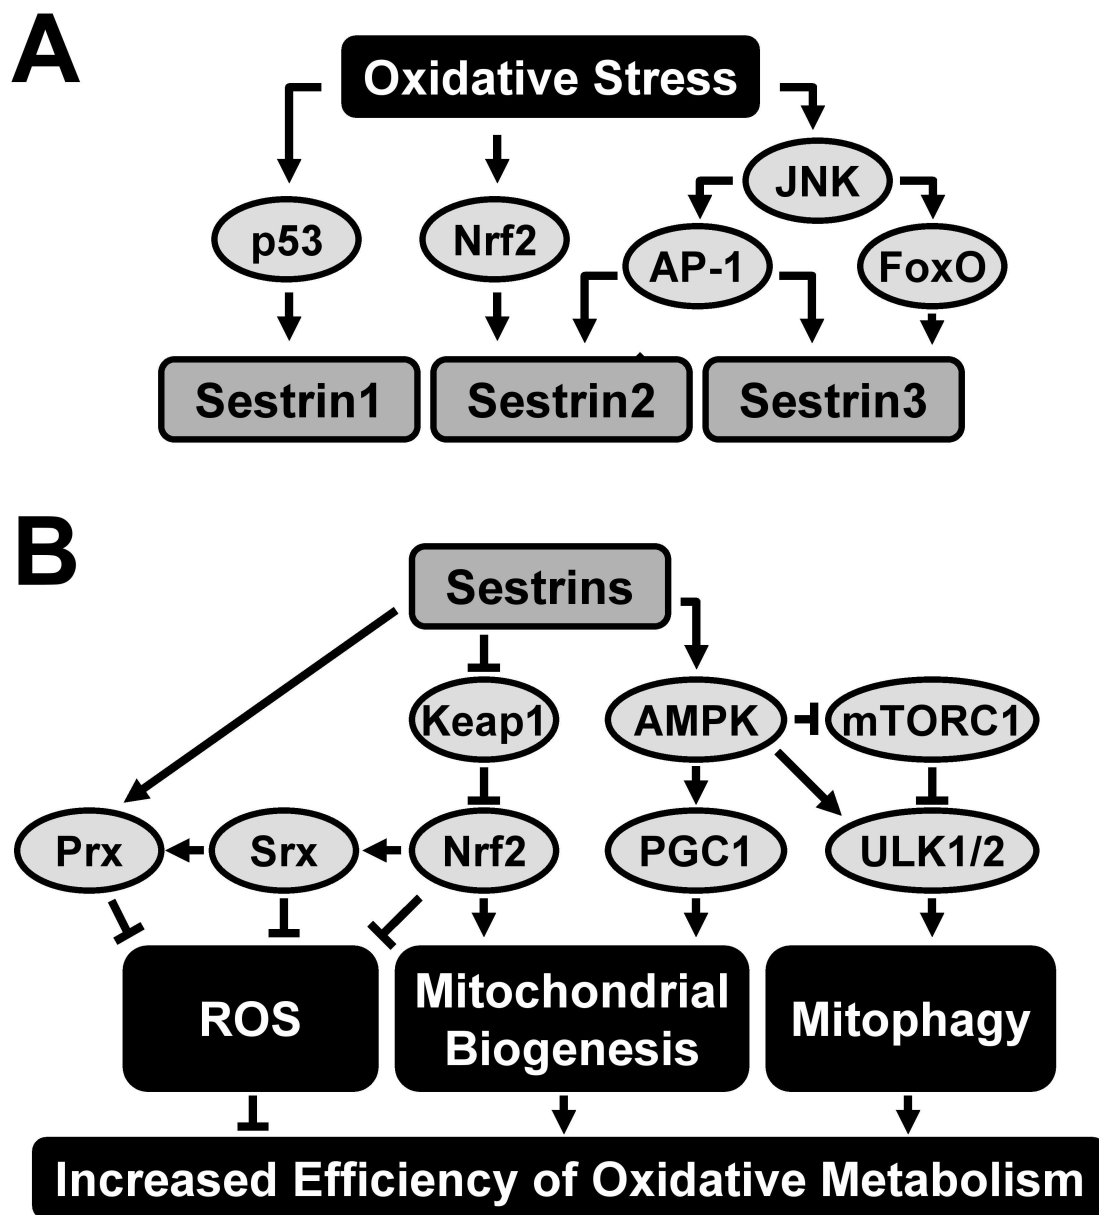 A
Oxidative Stress
JNK
p53
Nrf2
AP-1
FoxO
Sestrin1
Sestrin2
Sestrin3
B
Sestrins
Keap1
AMPK
mTORC1
Prx
Srx
Nrf2
PGC1
ULK1/2
ROS
Mitochondrial
Biogenesis
Mitophagy
Increased Efficiency of Oxidative Metabolism